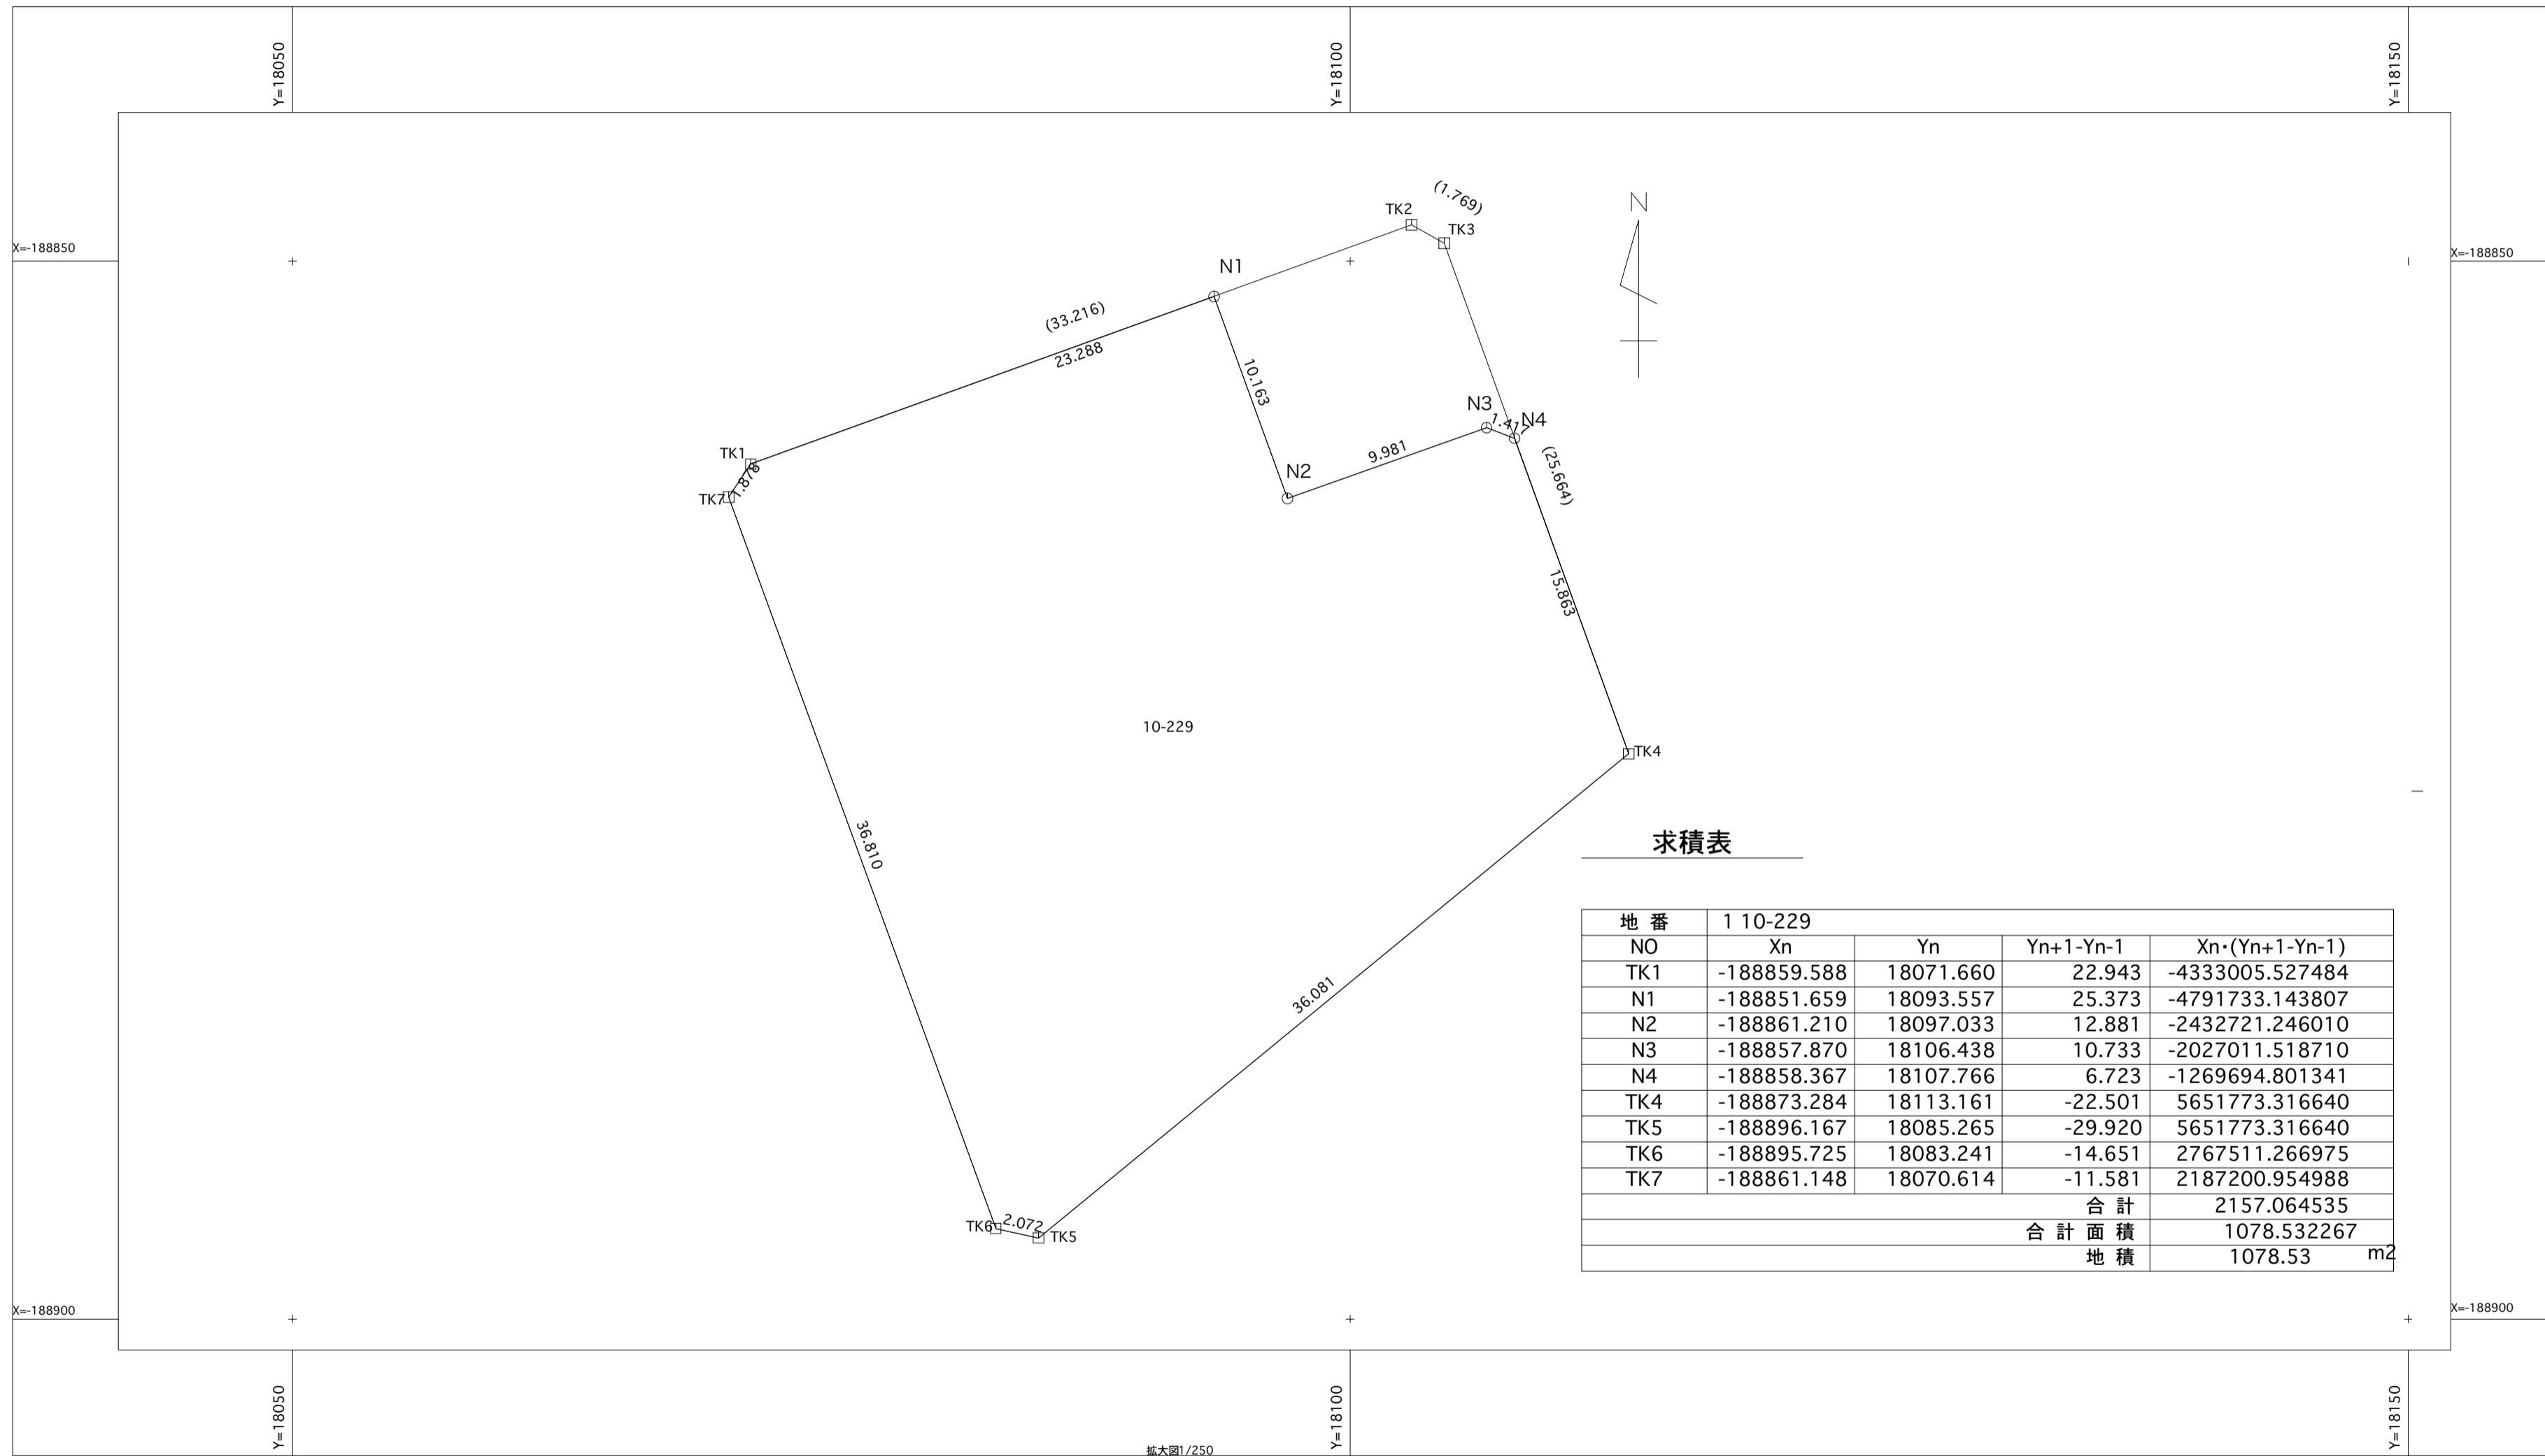 Y=18050
Y=18100
Y=18150
X=-188850
X=-188850
N
(1.769)
TK2
TK3
N1
(33.216)
23.288
10.163
N3
1.417
N4
9.981
(25.664)
TK1
1.878
TK7
N2
15.863
10-229
TK4
36.810
36.081
TK6
2.072
TK5
求積表
地番 1 10-229
NO Xn Yn Yn+1-Yn-1 Xn・(Yn+1-Yn-1)
TK1 -188859.588 18071.660 22.943 -4333005.527484
N1 -188851.659 18093.557 25.373 -4791733.143807
N2 -188861.210 18097.033 12.881 -2432721.246010
N3 -188857.870 18106.438 10.733 -2027011.518710
N4 -188858.367 18107.766 6.723 -1269694.801341
TK4 -188873.284 18113.161 -22.501 5651773.316640
TK5 -188896.167 18085.265 -29.920 5651773.316640
TK6 -188895.725 18083.241 -14.651 2767511.266975
TK7 -188861.148 18070.614 -11.581 2187200.954988
合計 2157.064535
合計面積 1078.532267
地積 1078.53 m2
X=-188900
X=-188900
Y=18050
Y=18100
Y=18150
拡大図1/250